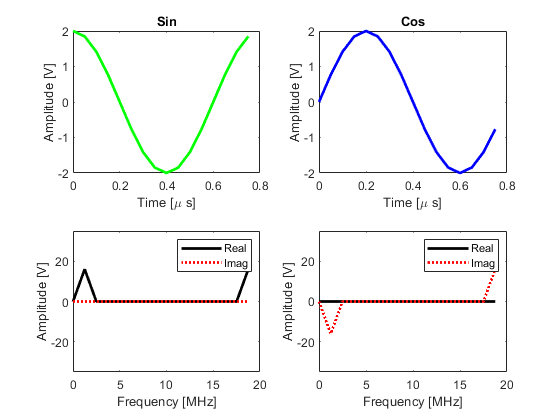 Sin
Amplitude [V]
2
1
0
-1
-2
0
0.2
0.4
0.6
0.8
Time [μ s]
Cos
Amplitude [V]
2
1
0
-1
-2
0
0.2
0.4
0.6
0.8
Time [μ s]
Amplitude [V]
20
0
-20
0
5
10
15
20
Frequency [MHz]
Real
Imag
Amplitude [V]
20
0
-20
0
5
10
15
20
Frequency [MHz]
Real
Imag